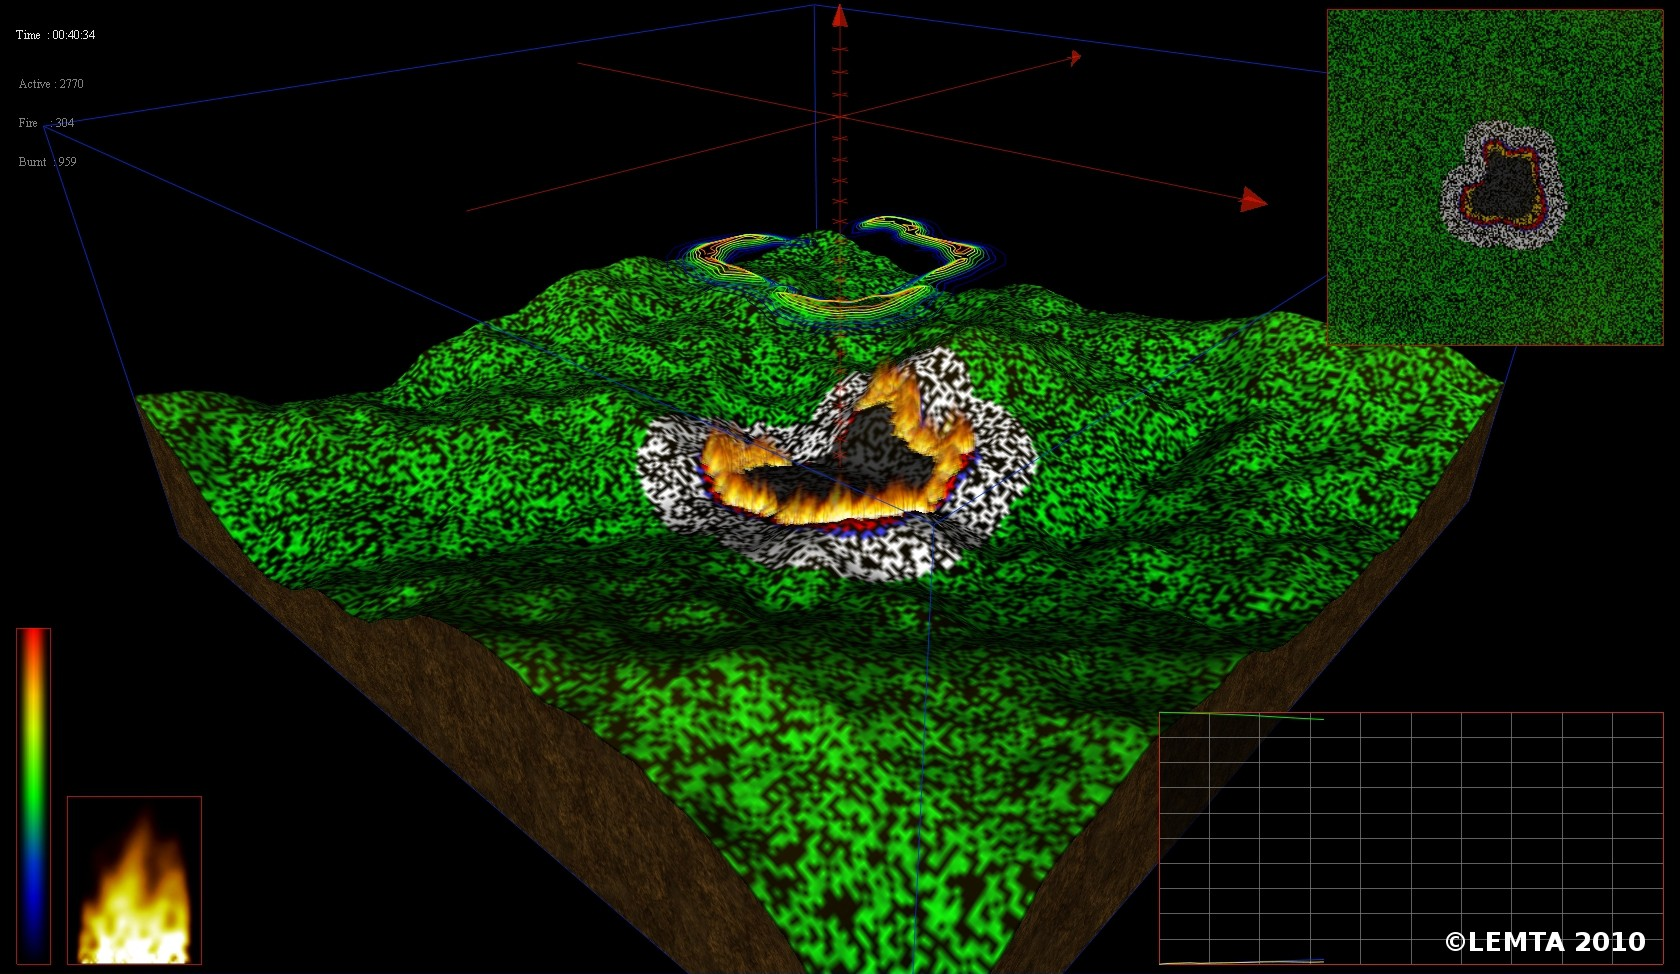 Time : 00:40:34
Active : 2770
Fire : 304
Burnt : 959
©LEMTA 2010